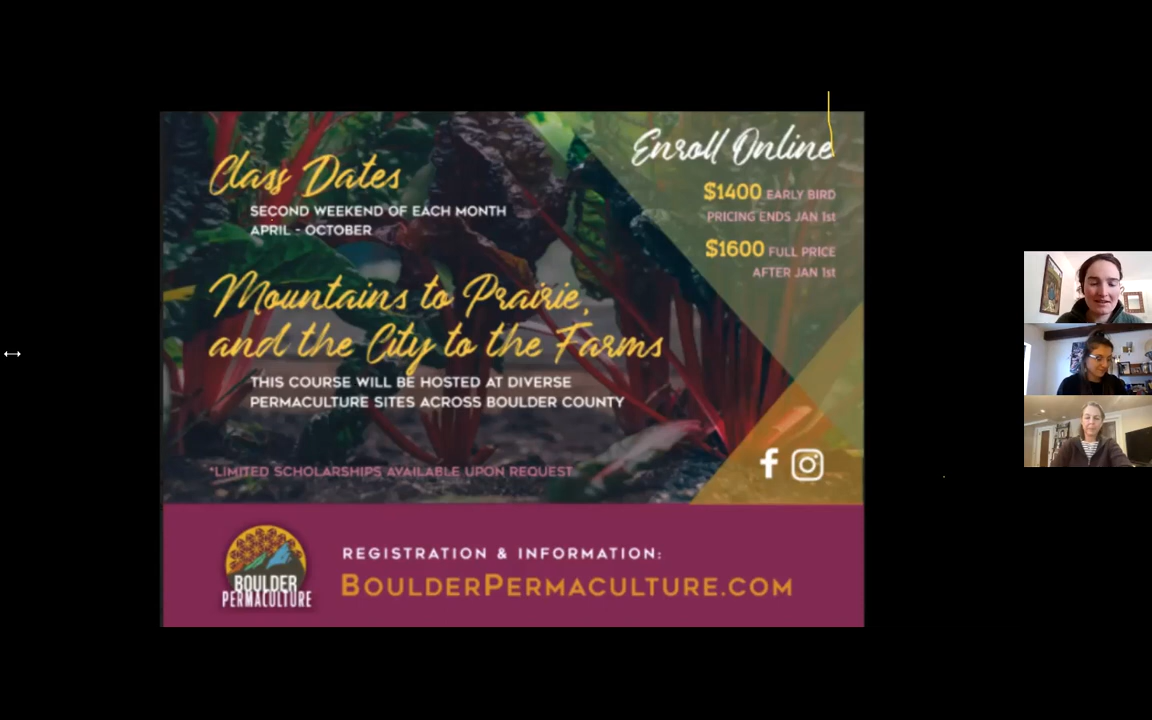 Class Dates
SECOND WEEKEND OF EACH MONTH
APRIL - OCTOBER
Mountains to Prairie,
and the City to the Farms
THIS COURSE WILL BE HOSTED AT DIVERSE
PERMACULTURE SITES ACROSS BOULDER COUNTY
*LIMITED SCHOLARSHIPS AVAILABLE UPON REQUEST
Enroll Online
$1400 EARLY BIRD
PRICING ENDS JAN 1st
$1600 FULL PRICE
AFTER JAN 1st
f
BOULDER
PERMACULTURE
REGISTRATION & INFORMATION:
BOULDERPERMACULTURE.COM